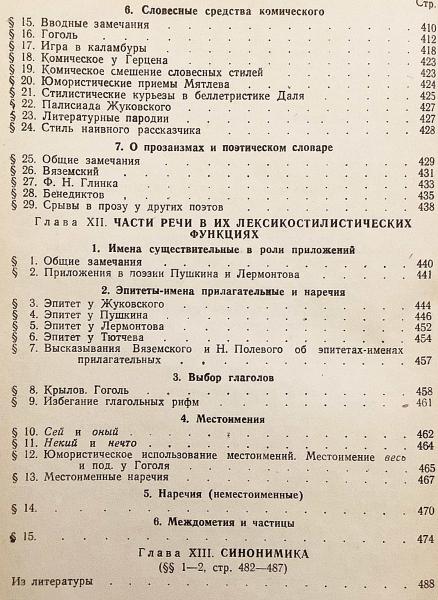 Стр.
6. Словесные средства комического
§ 15. Вводные замечания . . . . . . . . . . 410
§ 16. Гоголь . . . . . . . . . . 412
§ 17. Игра в каламбуры . . . . . . . . . . 418
§ 18. Комическое у Герцена . . . . . . . . . . 423
§ 19. Комическое смешение словесных стилей . . . . . . 423
§ 20. Юмористические приемы Мятлева . . . . . . . 424
§ 21. Стилистические курьезы в беллетристике Даля . . . . 425
§ 22. Палисиада Жуковского . . . . . . . . . 427
§ 23. Литературные пародии . . . . . . . . . 427
§ 24. Стиль наивного рассказчика . . . . . . . . 428
7. О прозаизмах и поэтическом словаре
§ 25. Общие замечания . . . . . . . . . . 429
§ 26. Вяземский . . . . . . . . . . 431
§ 27. Ф. Н. Глинка . . . . . . . . . . 433
§ 28. Бенедиктов . . . . . . . . . . 435
§ 29. Срывы в прозу у других поэтов . . . . . . . 438
Глава XII. ЧАСТИ РЕЧИ В ИХ ЛЕКСИКОСТИЛИСТИЧЕСКИХ
ФУНКЦИЯХ
1. Имена существительные в роли приложений
§ 1. Общие замечания . . . . . . . . . . 440
§ 2. Приложения в поэзии Пушкина и Лермонтова . . . . 441
2. Эпитеты-имена прилагательные и наречия
§ 3. Эпитет у Жуковского . . . . . . . . . 444
§ 4. Эпитет у Пушкина . . . . . . . . . . 446
§ 5. Эпитет у Лермонтова . . . . . . . . . 452
§ 6. Эпитет у Тютчева . . . . . . . . . . 454
§ 7. Высказывания Вяземского и Н. Полевого об эпитетах-именах
прилагательных . . . . . . . . . . 457
3. Выбор глаголов
§ 8. Крылов. Гоголь . . . . . . . . . . 458
§ 9. Избегание глагольных рифм . . . . . . . . 461
4. Местоимения
§ 10. Сей и оный . . . . . . . . . . 462
§ 11. Некий и нечто . . . . . . . . . . 464
§ 12. Юмористическое использование местоимений. Местоимение весь
и под. у Гоголя . . . . . . . . . . 465
§ 13. Местоименные наречия . . . . . . . . . 467
5. Наречия (неместоименные)
§ 14. . . . . . . . . . . . 470
6. Междометия и частицы
§ 15. . . . . . . . . . . . 474
Глава XIII. СИНОНИМИКА
(§§ 1—2, стр. 482—487)
Из литературы . . . . . . . . . . 488